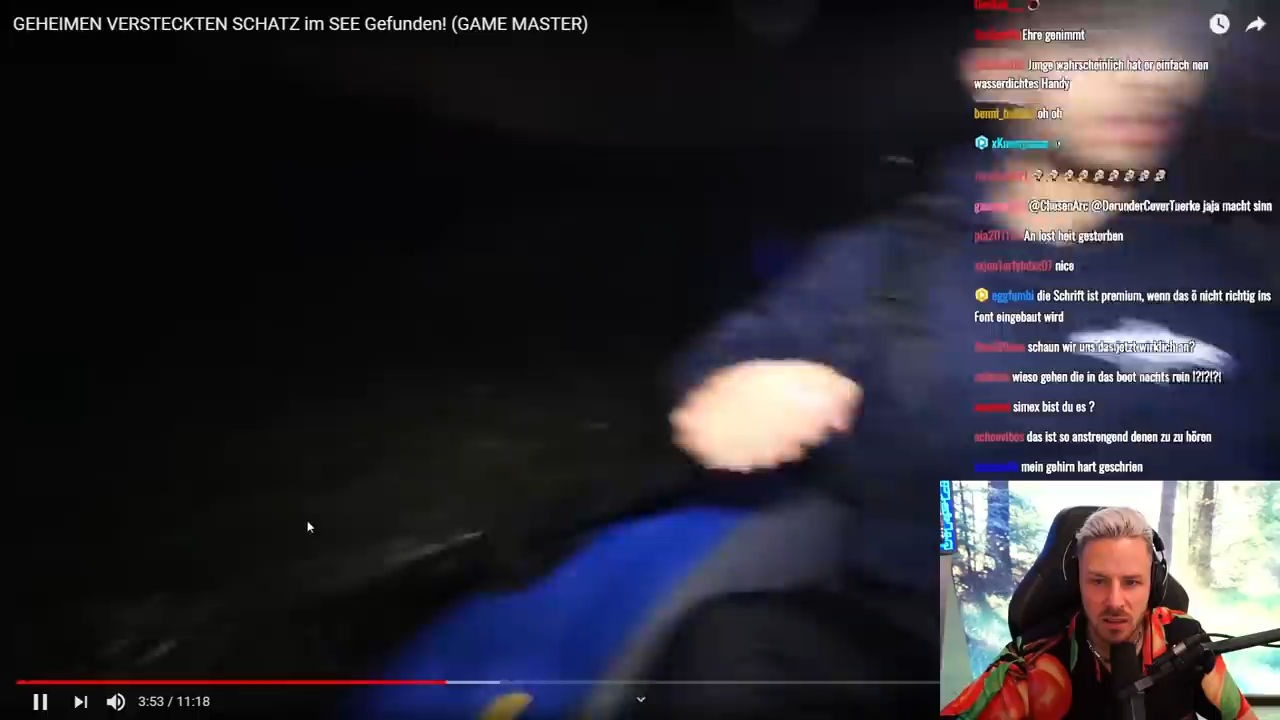 GEHEIMEN VERSTECKTEN SCHATZ im SEE Gefunden! (GAME MASTER)
Ehre genimmt
Junge wahrscheinlich hat er einfach nen
wasserdichtes Handy
oh oh
@ChosenArc @DerunderCoverTuerke jaja macht sinn
An lost heit gestorben
nice
eggfumbi die Schrift ist premium, wenn das ö nicht richtig ins
Font eingebaut wird
schaun wir uns das jetzt wirklich an?
wieso gehen die in das boot nachts rein !?!?!?!
simex bist du es ?
das ist so anstrengend denen zu zu hören
mein gehirn hart geschrien
3:53 / 11:18